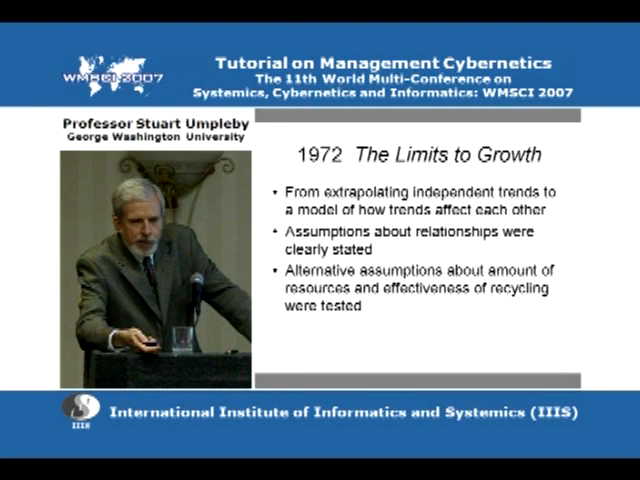 WMSCI 2007
Tutorial on Management Cybernetics
The 11th World Multi-Conference on
Systemics, Cybernetics and Informatics: WMSCI 2007
Professor Stuart Umpleby
George Washington University
1972 The Limits to Growth
• From extrapolating independent trends to
a model of how trends affect each other
• Assumptions about relationships were
clearly stated
• Alternative assumptions about amount of
resources and effectiveness of recycling
were tested
IIIS
International Institute of Informatics and Systemics (IIIS)